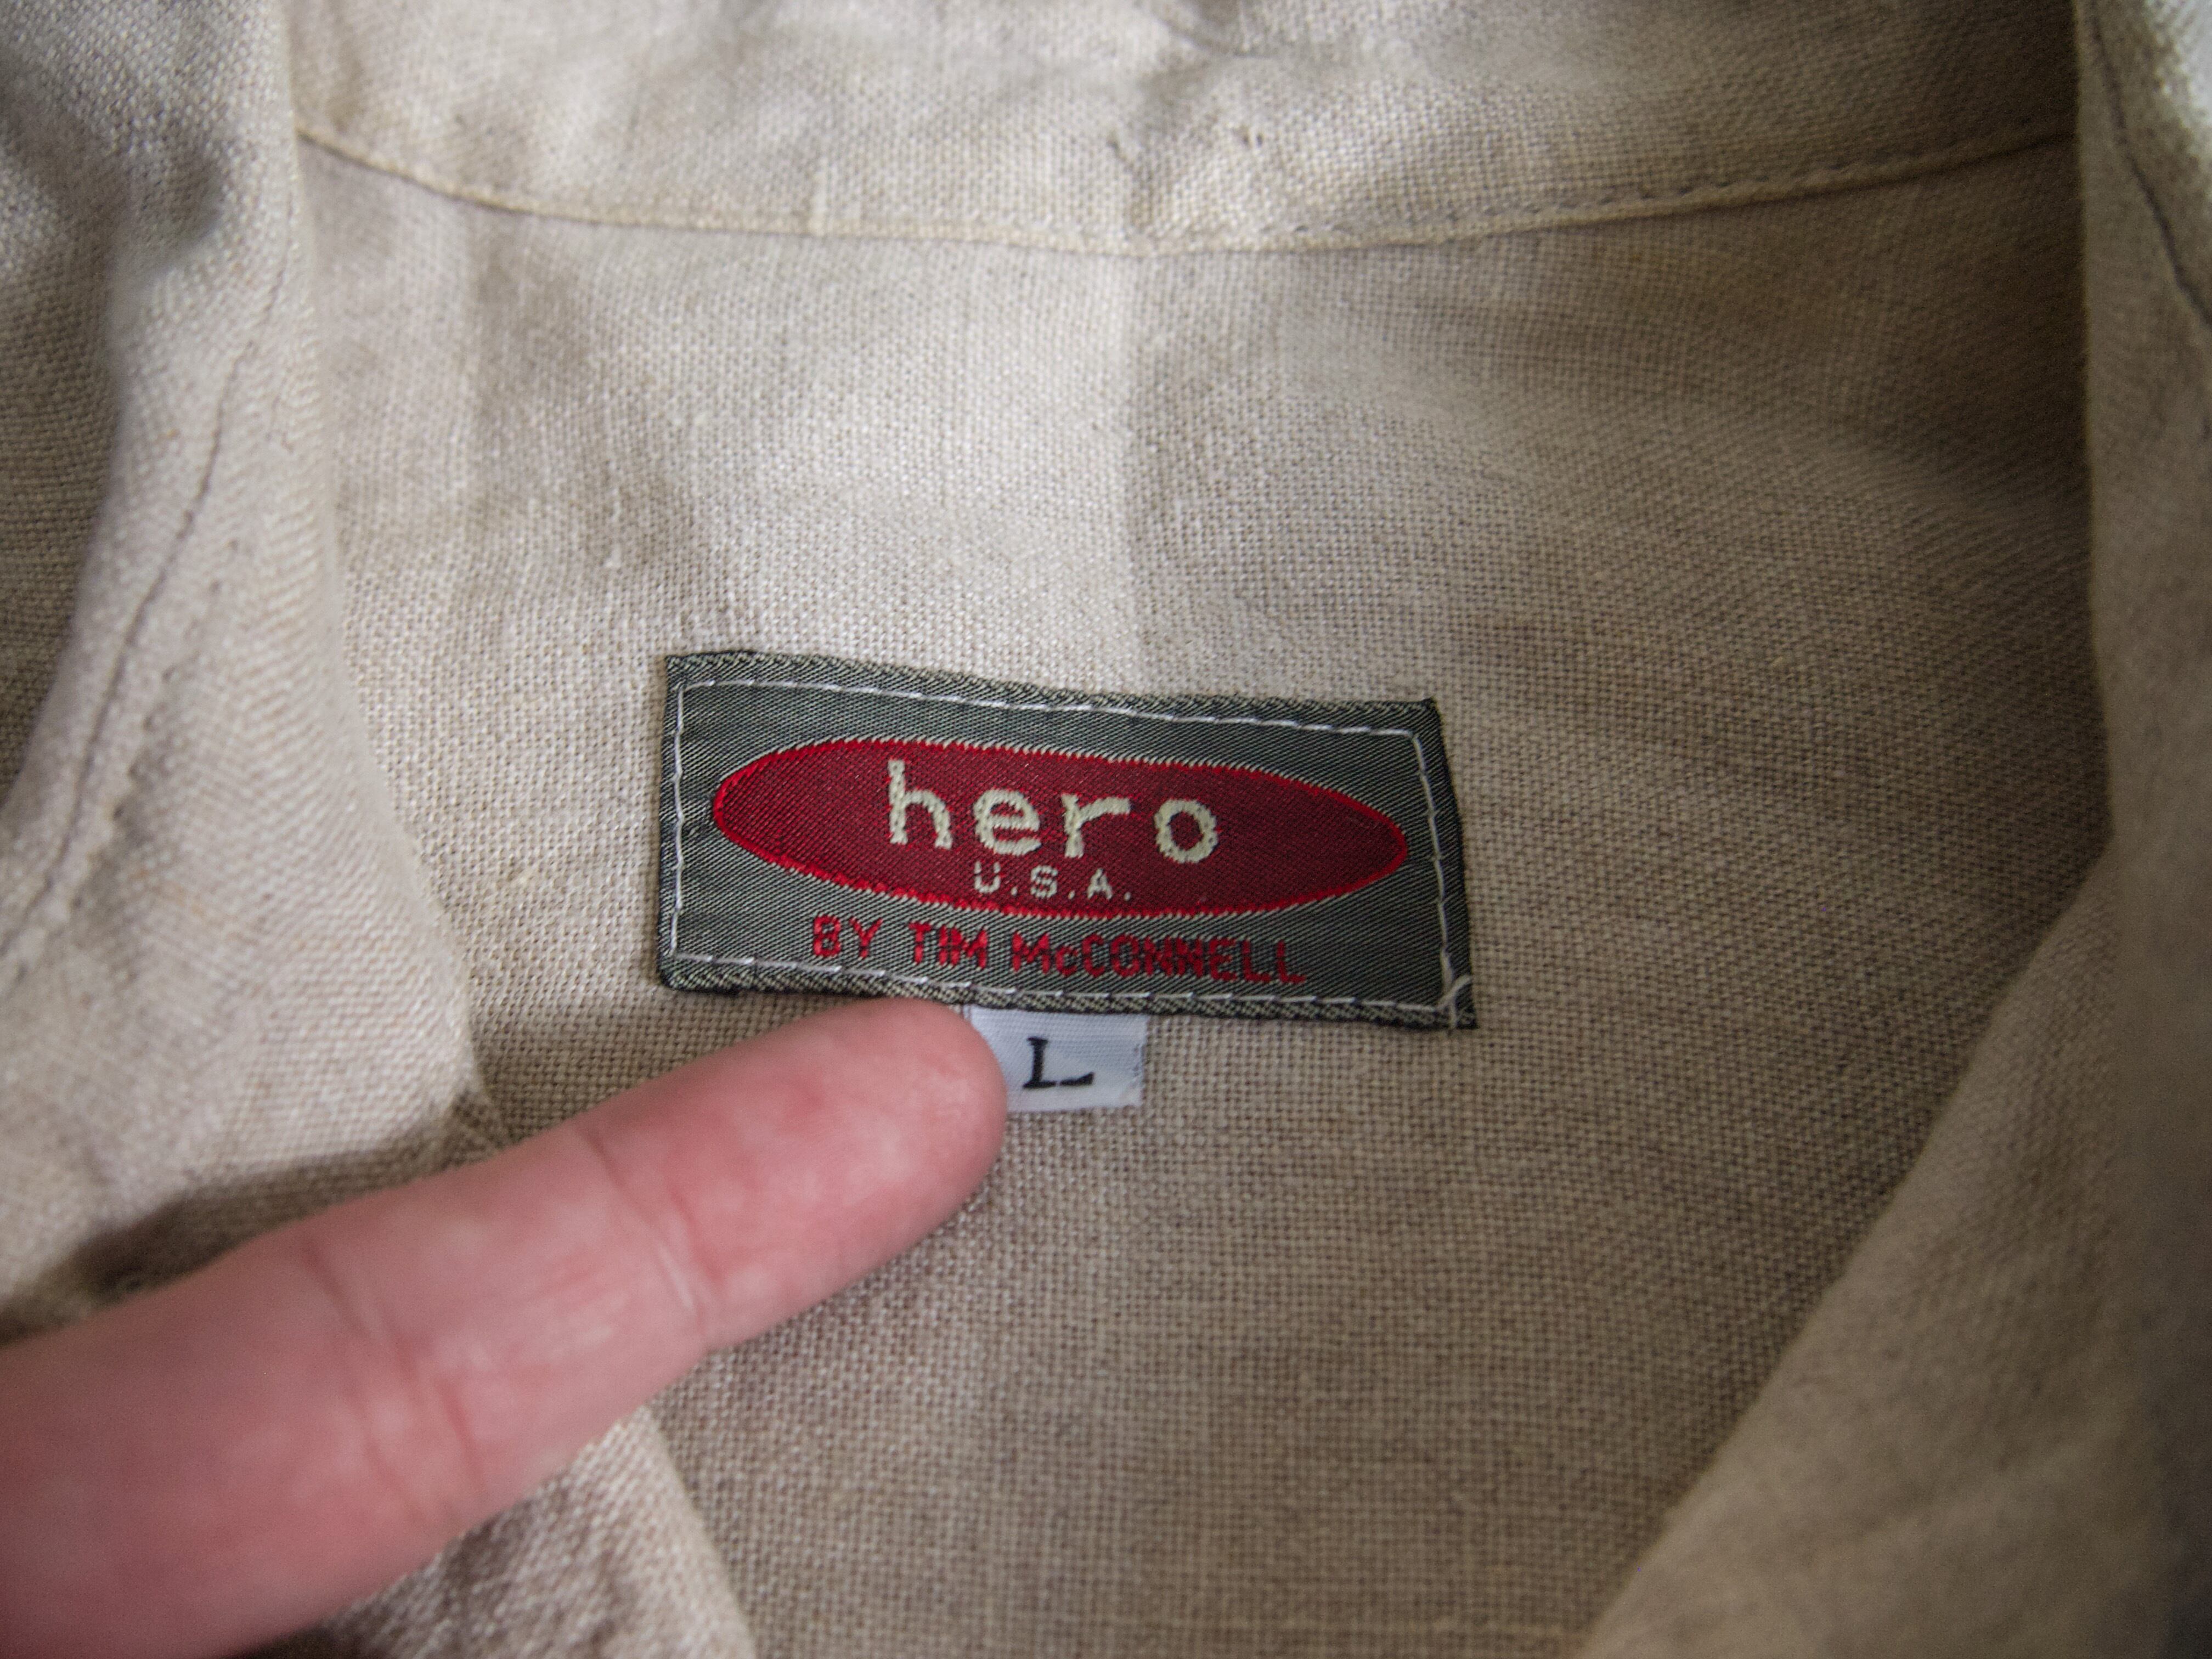 hero
U.S.A.
BY TIM McCONNELL
L